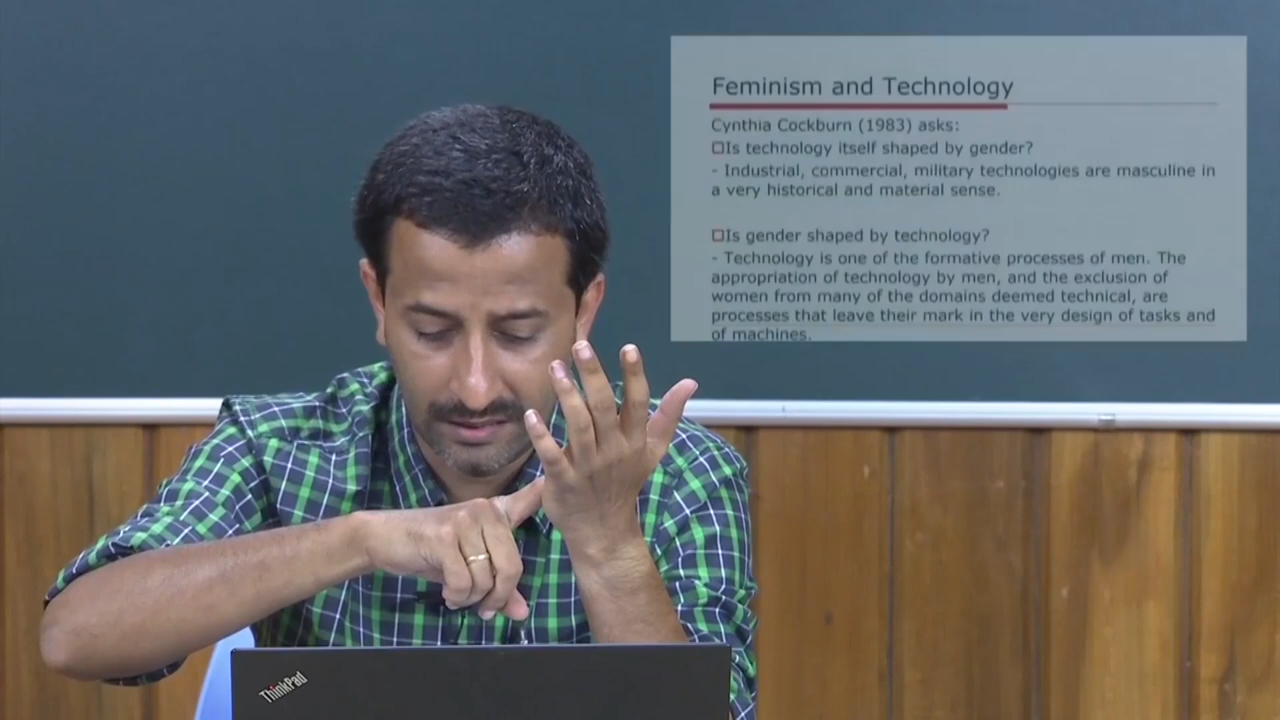 Feminism and Technology
Cynthia Cockburn (1983) asks:
Is technology itself shaped by gender?
- Industrial, commercial, military technologies are masculine in
a very historical and material sense.
Is gender shaped by technology?
- Technology is one of the formative processes of men. The
appropriation of technology by men, and the exclusion of
women from many of the domains deemed technical, are
processes that leave their mark in the very design of tasks and
of machines.
ThinkPad